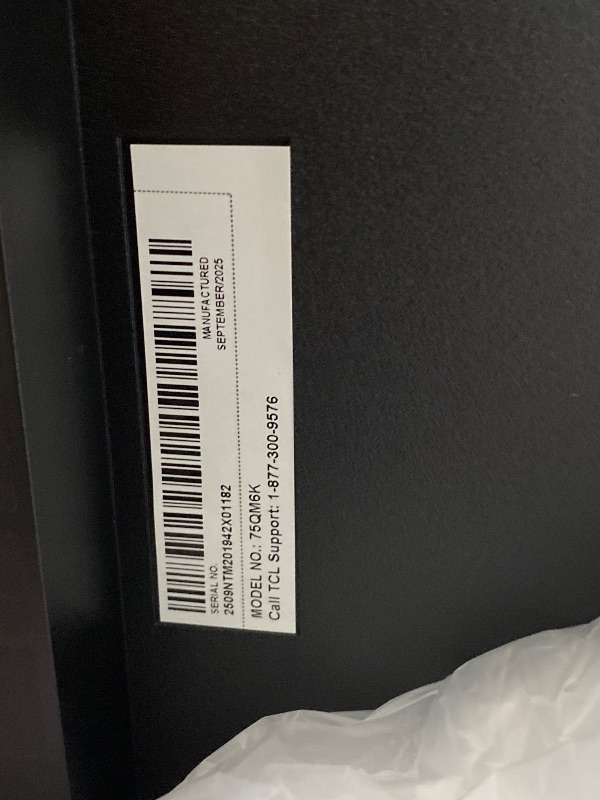 SERIAL NO.
2509NTM201942X01182
MANUFACTURED
SEPTEMBER/2025
MODEL NO.: 75QM6K
Call TCL Support: 1-877-300-9576